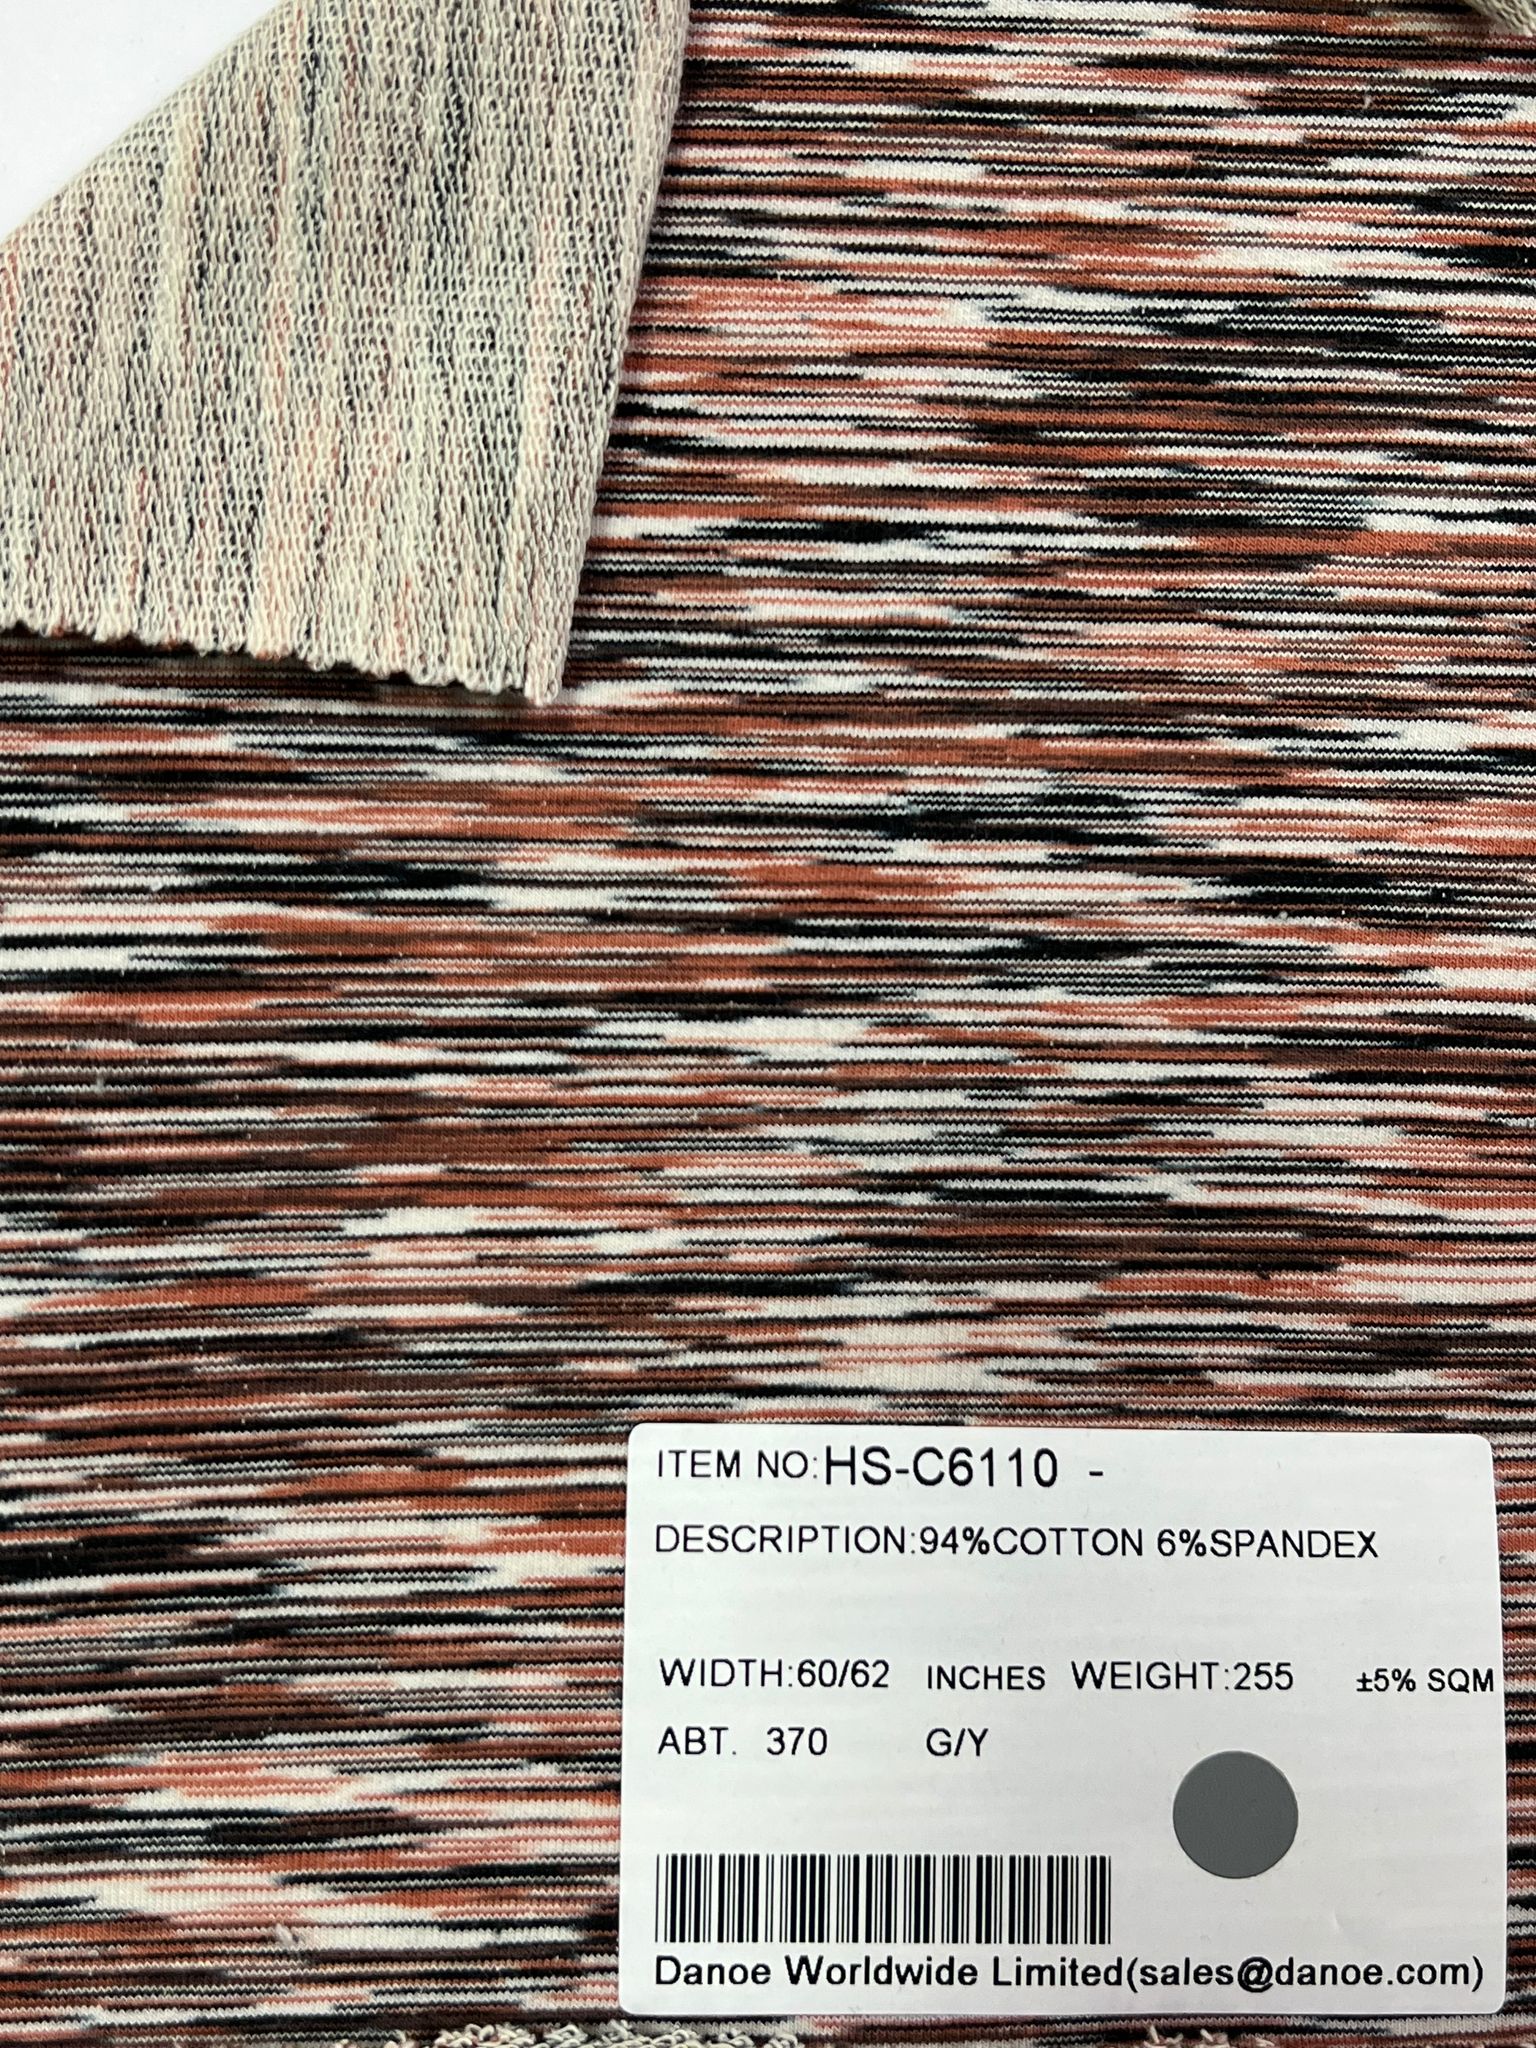 ITEM NO:HS-C6110 -
DESCRIPTION:94%COTTON 6%SPANDEX
WIDTH:60/62 INCHES WEIGHT:255 ±5% SQM
ABT. 370 G/Y
Danoe Worldwide Limited(sales@danoe.com)